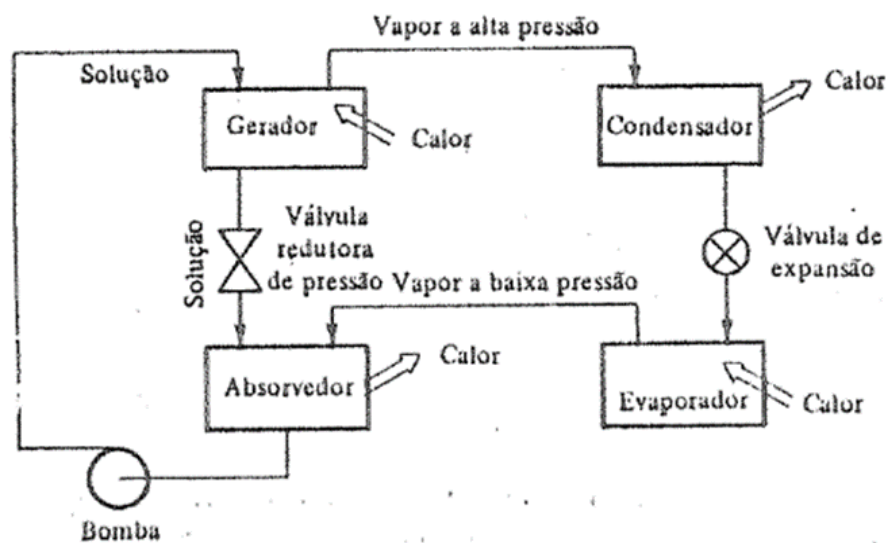 Vapor a alta pressão
Solução
Calor
Gerador
Calor
Condensador
Solução
Válvula
redutora
de pressão
Válvula de
expansão
Vapor a baixa pressão
Absorvedor
Calor
Evaporador
Calor
Bomba